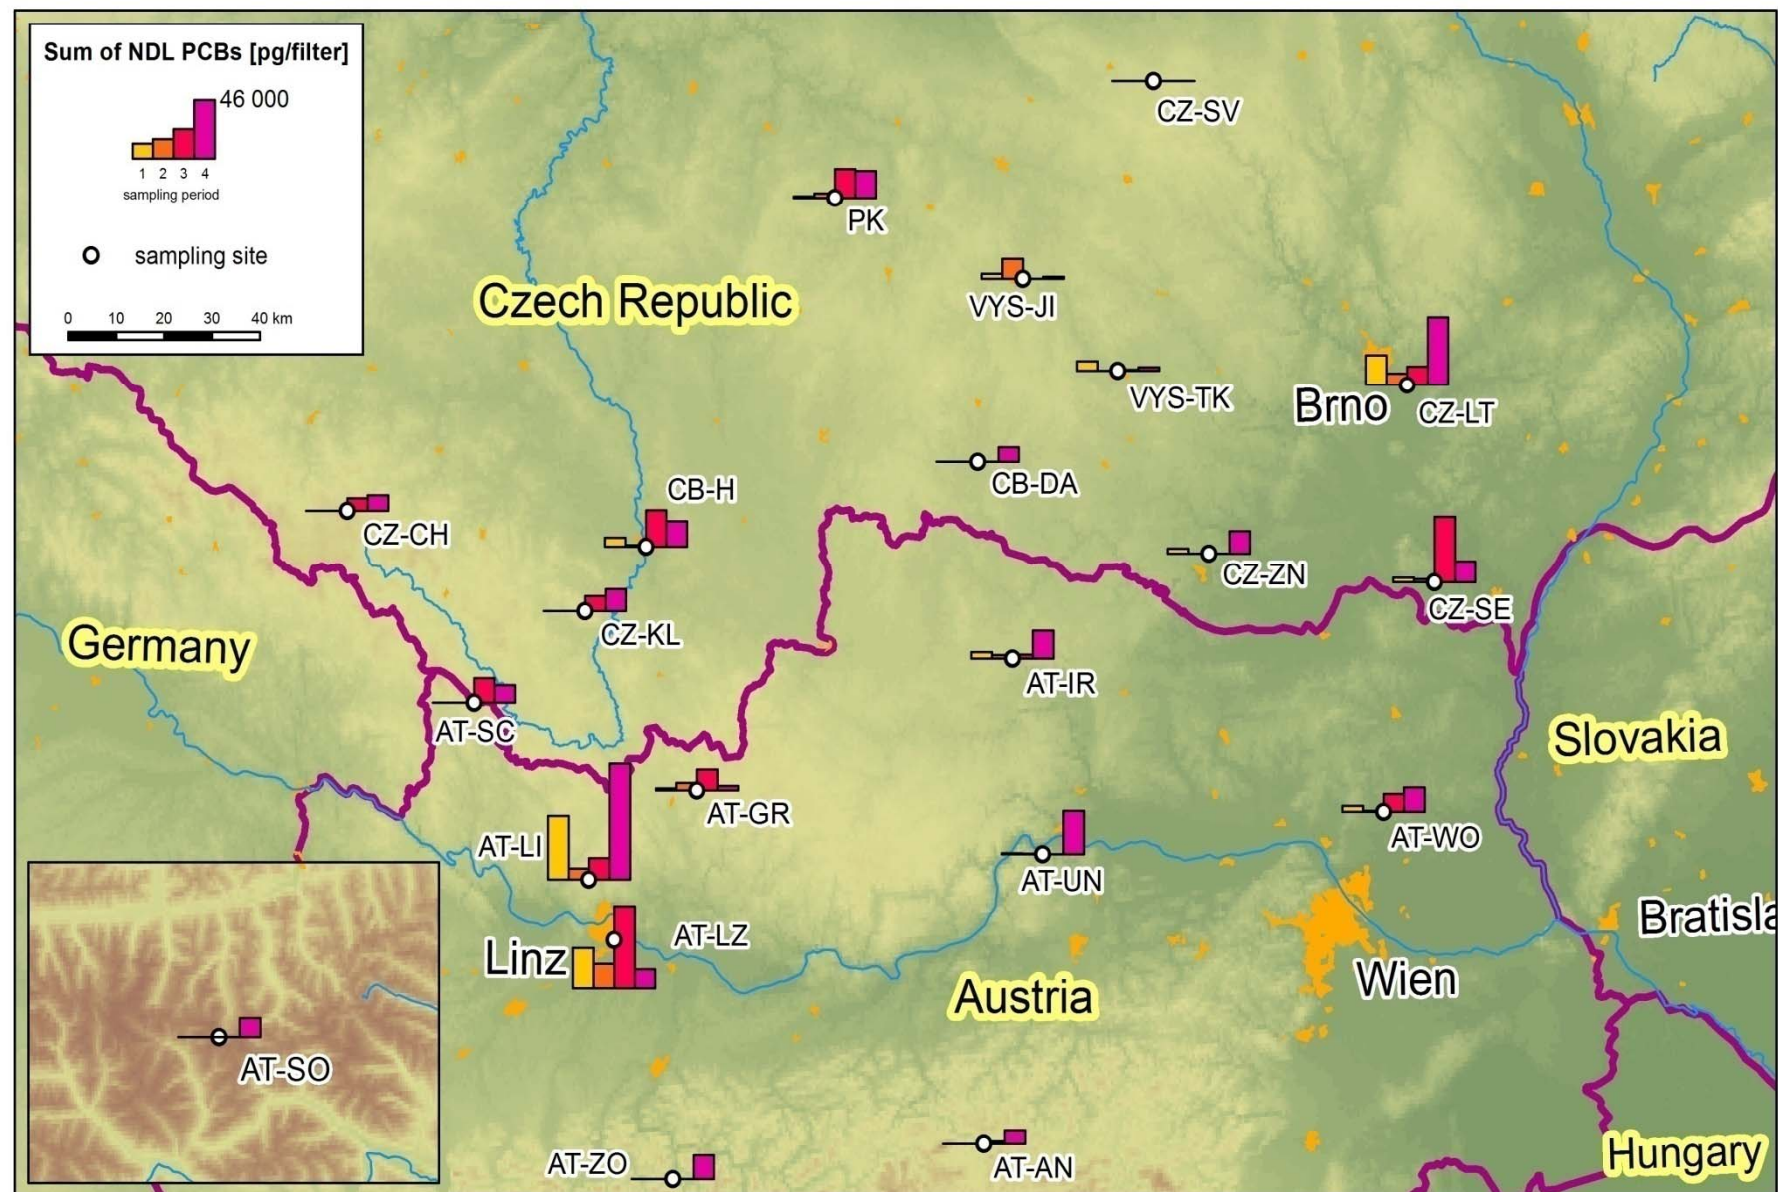 Sum of NDL PCBs [pg/filter]
46 000
1 2 3 4
sampling period
sampling site
0 10 20 30 40 km
CZ-SV
PK
Czech Republic
VYS-JI
VYS-TK
Brno
CZ-LT
CB-DA
CB-H
CZ-CH
CZ-ZN
CZ-SE
CZ-KL
Germany
AT-IR
AT-SC
Slovakia
AT-GR
AT-LI
AT-WO
AT-UN
Bratisla
AT-LZ
Linz
Wien
Austria
AT-SO
Hungary
AT-ZO
AT-AN